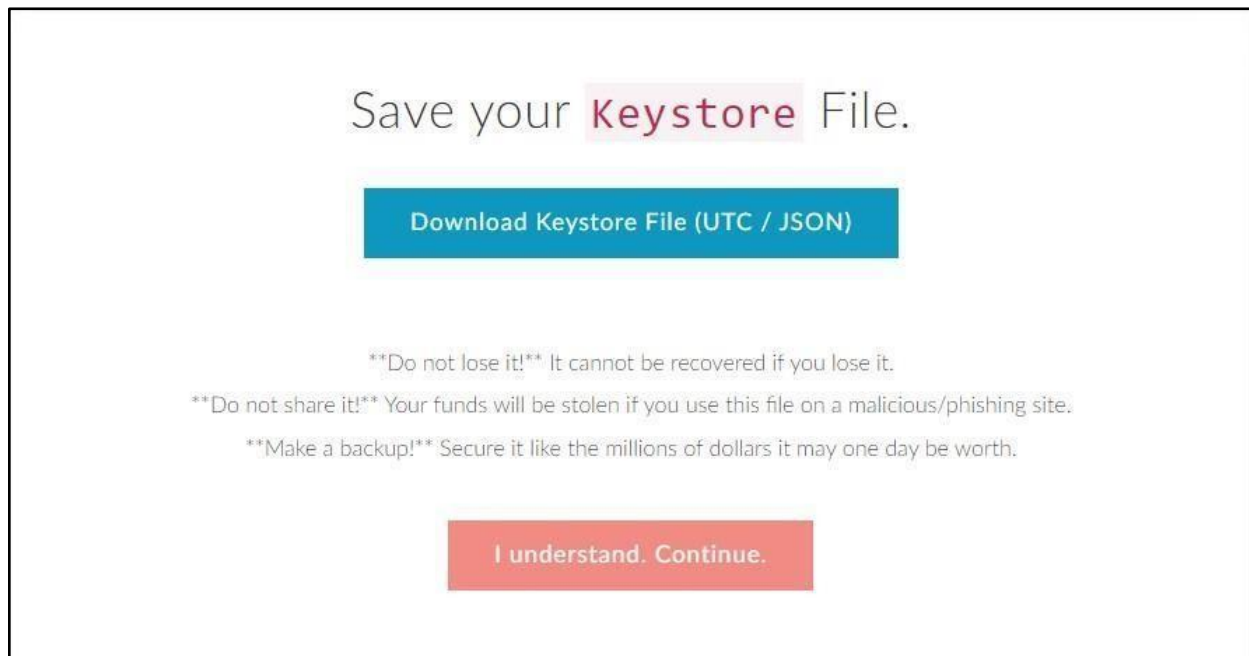 Save your Keystore File.
Download Keystore File (UTC / JSON)
**Do not lose it!** It cannot be recovered if you lose it.
**Do not share it!** Your funds will be stolen if you use this file on a malicious/phishing site.
**Make a backup!** Secure it like the millions of dollars it may one day be worth.
I understand. Continue.